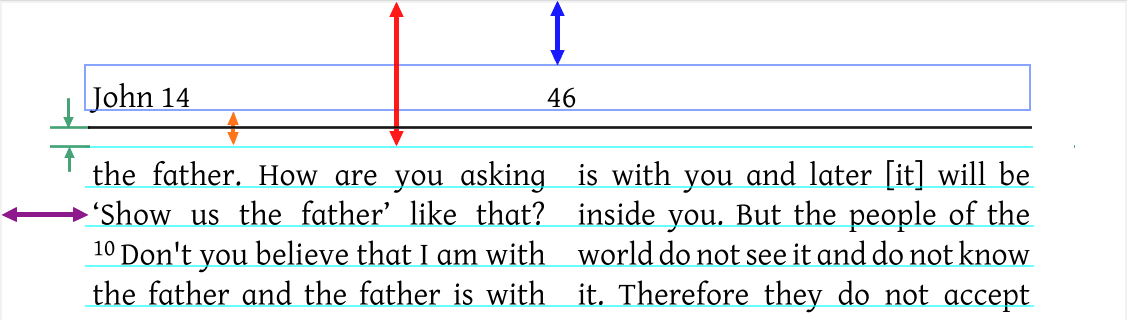 John 14 46
the father. How are you asking
‘Show us the father’ like that?
10 Don't you believe that I am with
the father and the father is with
is with you and later [it] will be
inside you. But the people of the
world do not see it and do not know
it. Therefore they do not accept